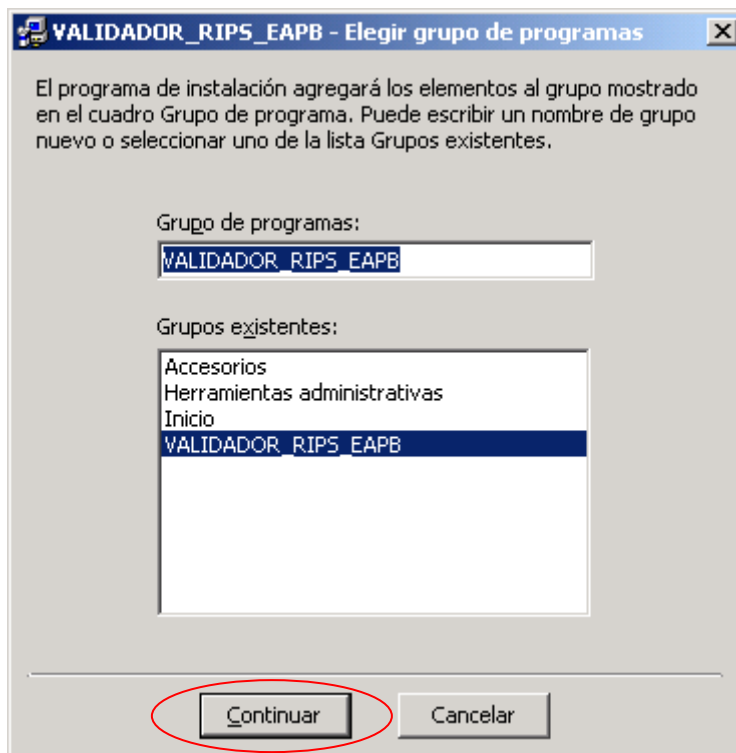 VALIDADOR_RIPS_EAPB - Elegir grupo de programas
El programa de instalación agregará los elementos al grupo mostrado
en el cuadro Grupo de programa. Puede escribir un nombre de grupo
nuevo o seleccionar uno de la lista Grupos existentes.
Grupo de programas:
VALIDADOR_RIPS_EAPB
Grupos existentes:
Accesorios
Herramientas administrativas
Inicio
VALIDADOR_RIPS_EAPB
Continuar
Cancelar